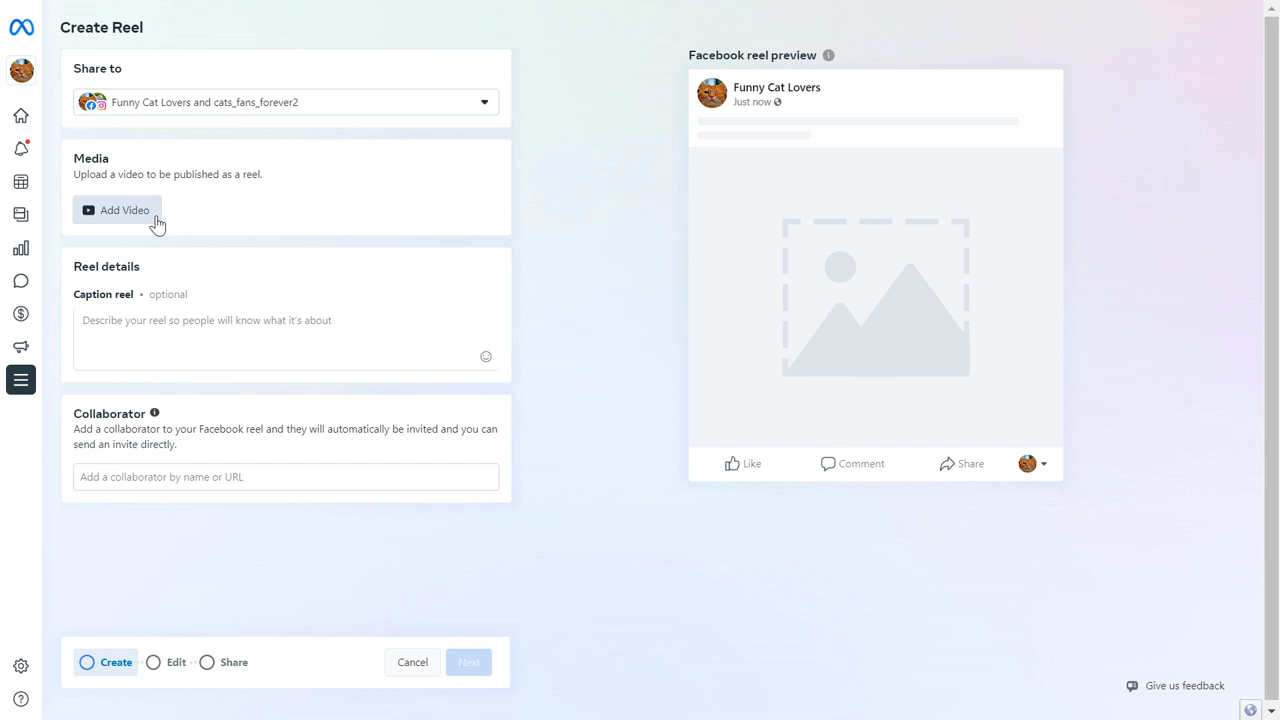 Create Reel
Share to
Funny Cat Lovers and cats_fans_forever2
Media
Upload a video to be published as a reel.
Add Video
Reel details
Caption reel • optional
Describe your reel so people will know what it's about
Collaborator
Add a collaborator to your Facebook reel and they will automatically be invited and you can
send an invite directly.
Add a collaborator by name or URL
Create Edit Share Cancel Next
Facebook reel preview
Funny Cat Lovers
Just now
Like Comment Share
Give us feedback